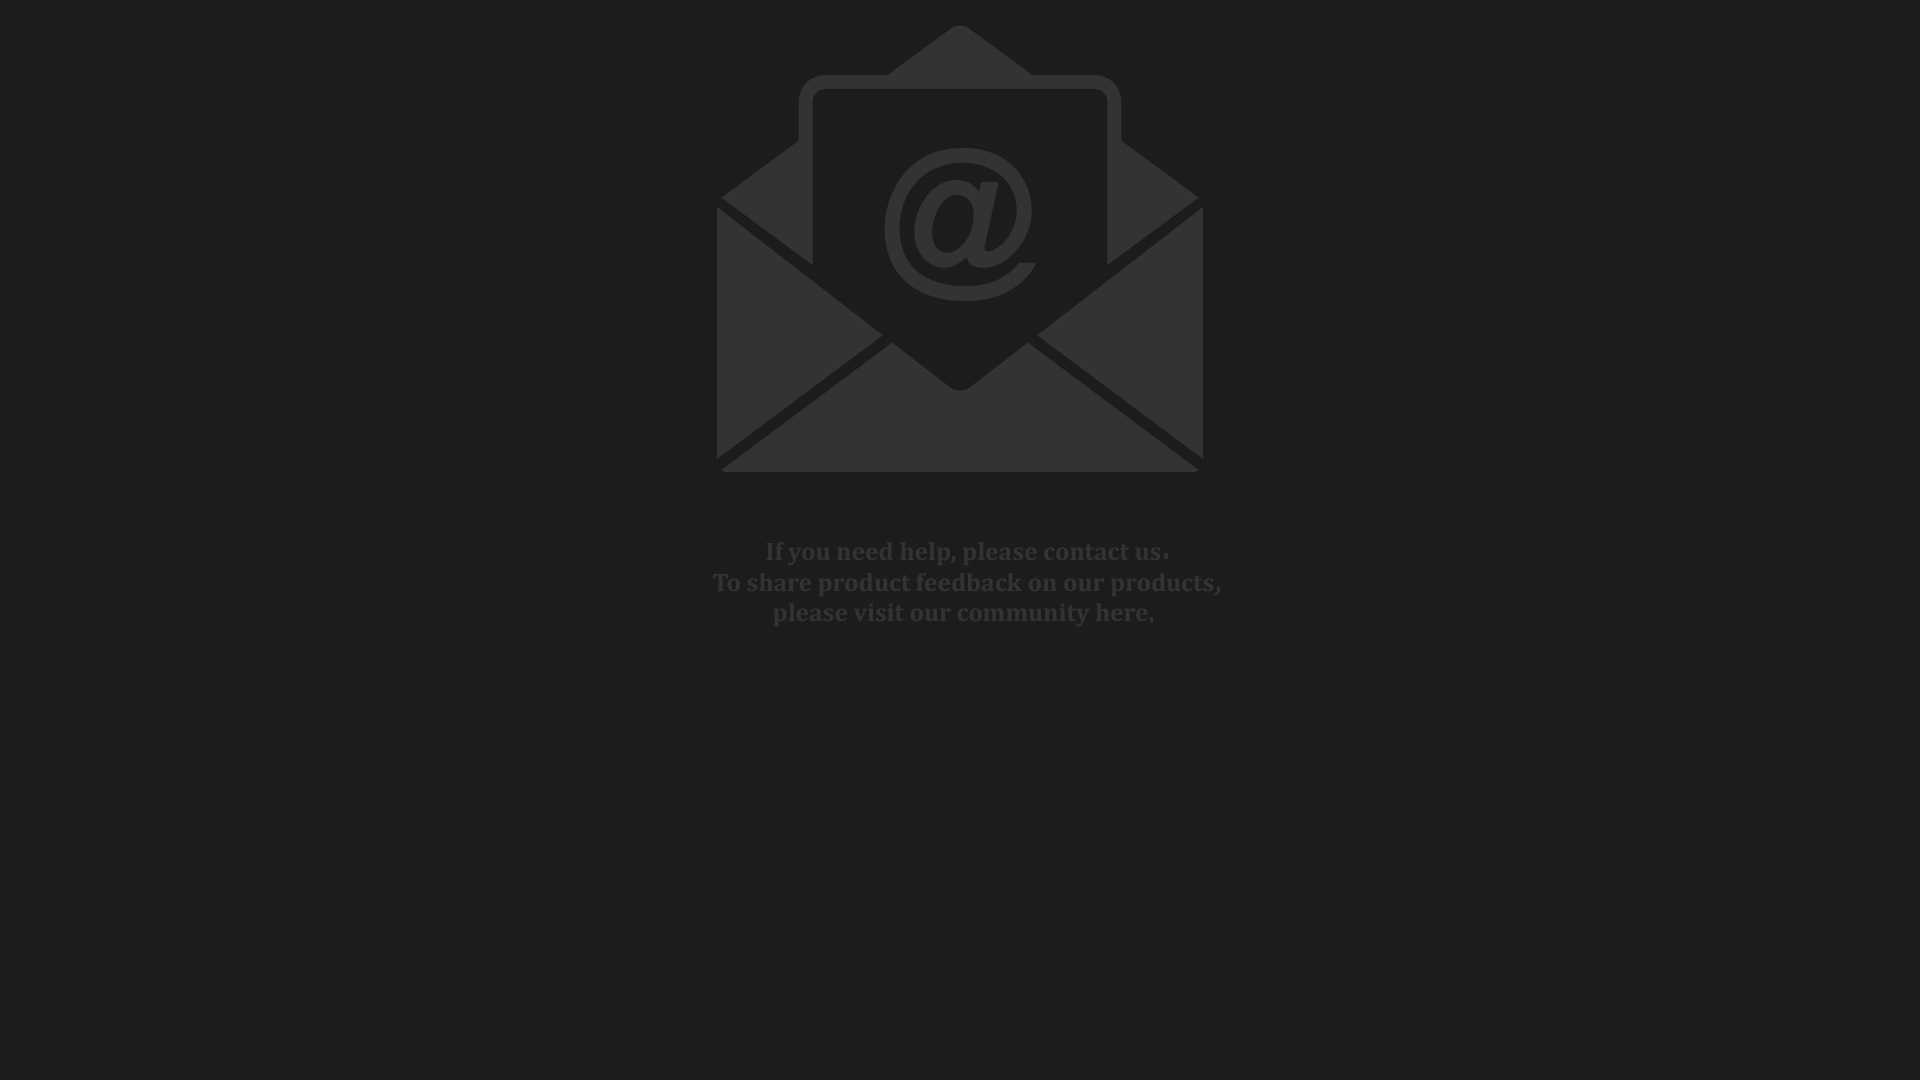 @
If you need help, please contact us.
To share product feedback on our products,
please visit our community here.